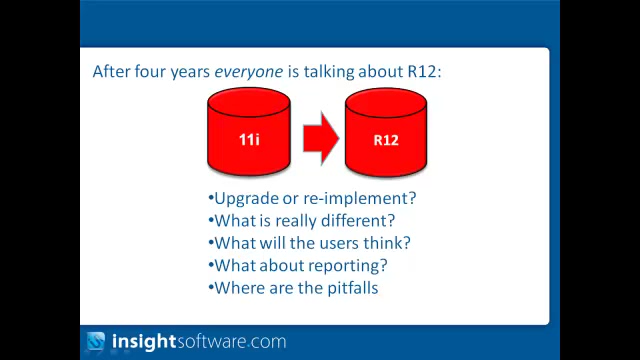 After four years everyone is talking about R12:
11i
R12
•Upgrade or re-implement?
•What is really different?
•What will the users think?
•What about reporting?
•Where are the pitfalls
insightsoftware.com